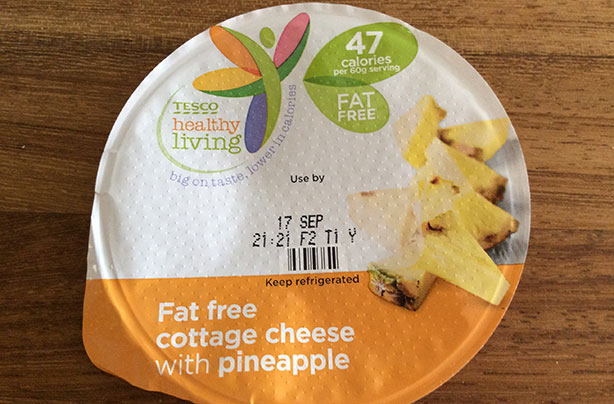 47
calories
per 60g serving
FAT
FREE
TESCO
healthy
living
big on taste, lower in calories
Use by
17 SEP
21:21 F2 T1 Y
Keep refrigerated
Fat free
cottage cheese
with pineapple